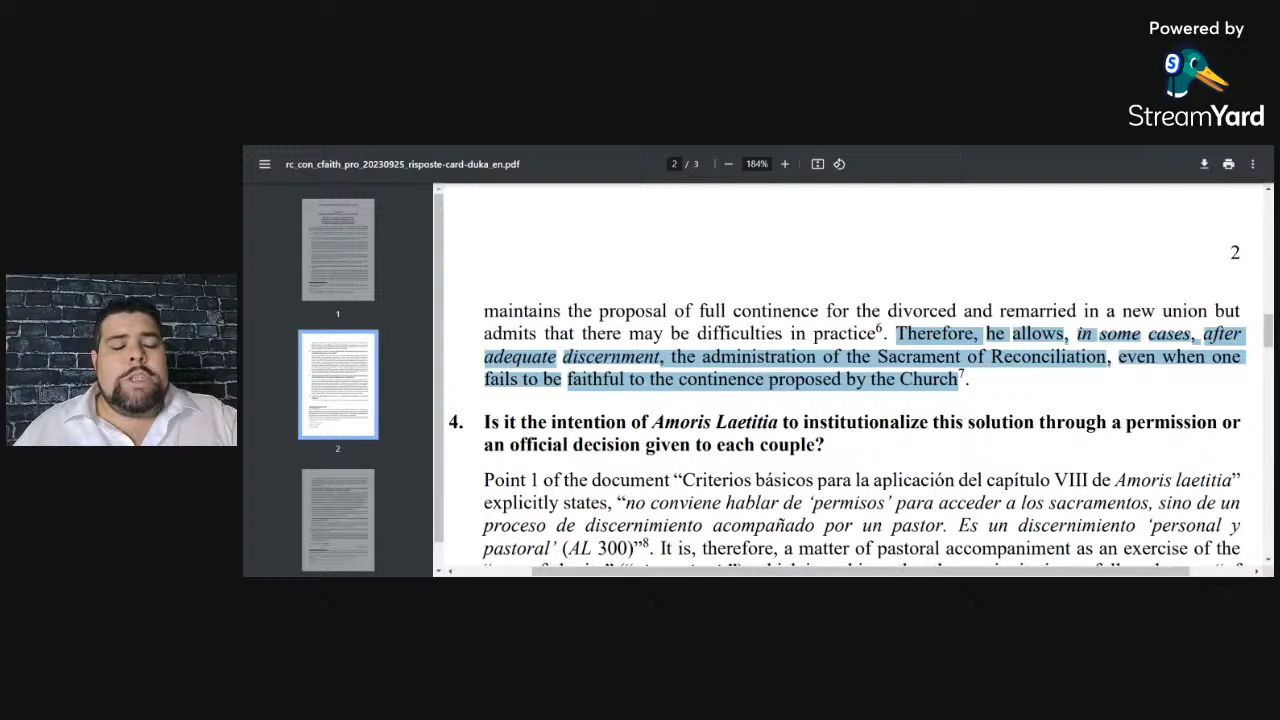 Powered by
S
StreamYard
rc_con_cfaith_pro_20230925_risposte-card-duka_en.pdf
2 / 3
184%
1
2
2
maintains the proposal of full continence for the divorced and remarried in a new union but
admits that there may be difficulties in practice⁶. Therefore, he allows, in some cases, after
adequate discernment, the administration of the Sacrament of Reconciliation, even when one
fails to be faithful to the continence proposed by the Church⁷.
4. Is it the intention of Amoris Laetitia to institutionalize this solution through a permission or
an official decision given to each couple?
Point 1 of the document “Criterios básicos para la aplicación del capítulo VIII de Amoris laetitia”
explicitly states, “no conviene hablar de ‘permisos’ para acceder a los sacramentos, sino de un
proceso de discernimiento acompañado por un pastor. Es un discernimiento ‘personal y
pastoral’ (AL 300)”⁸. It is, therefore, a matter of pastoral accompaniment as an exercise of the